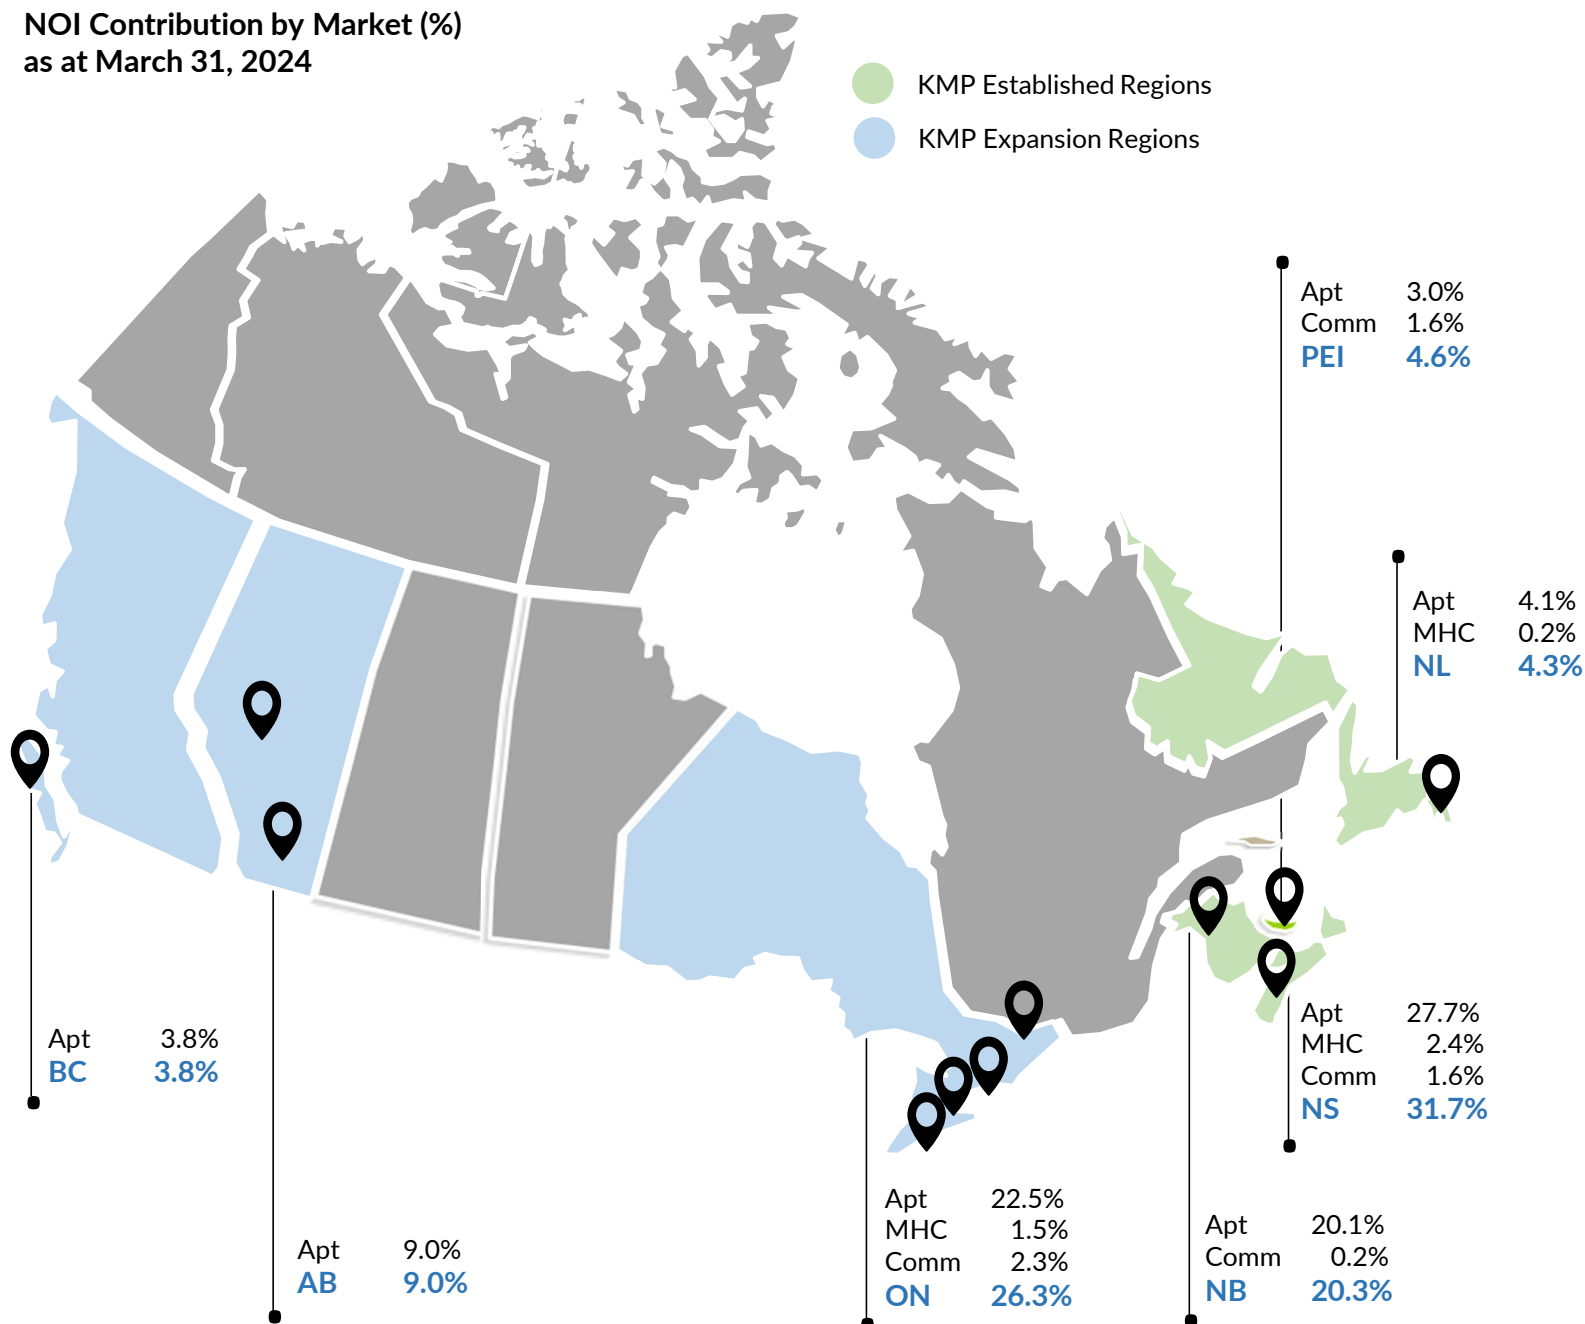 NOI Contribution by Market (%)
as at March 31, 2024
KMP Established Regions
KMP Expansion Regions
Apt 3.0%
Comm 1.6%
PEI 4.6%
Apt 4.1%
MHC 0.2%
NL 4.3%
Apt 3.8%
BC 3.8%
Apt 9.0%
AB 9.0%
Apt 22.5%
MHC 1.5%
Comm 2.3%
ON 26.3%
Apt 20.1%
Comm 0.2%
NB 20.3%
Apt 27.7%
MHC 2.4%
Comm 1.6%
NS 31.7%